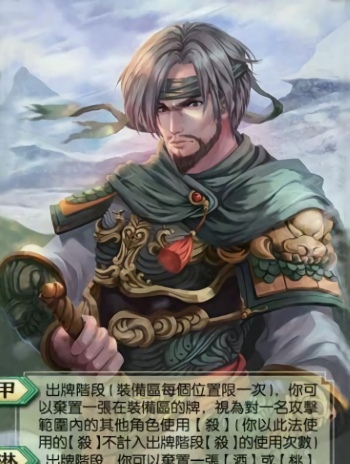 甲
出牌階段(裝備區每個位置限一次)，你可
以棄置一張在裝備區的牌，視為對一名攻擊
範圍內的其他角色使用【殺】(你以此法使
用的【殺】不計入出牌階段【殺】的使用次數)
出牌階段，你可以棄置一張【酒】或【桃】